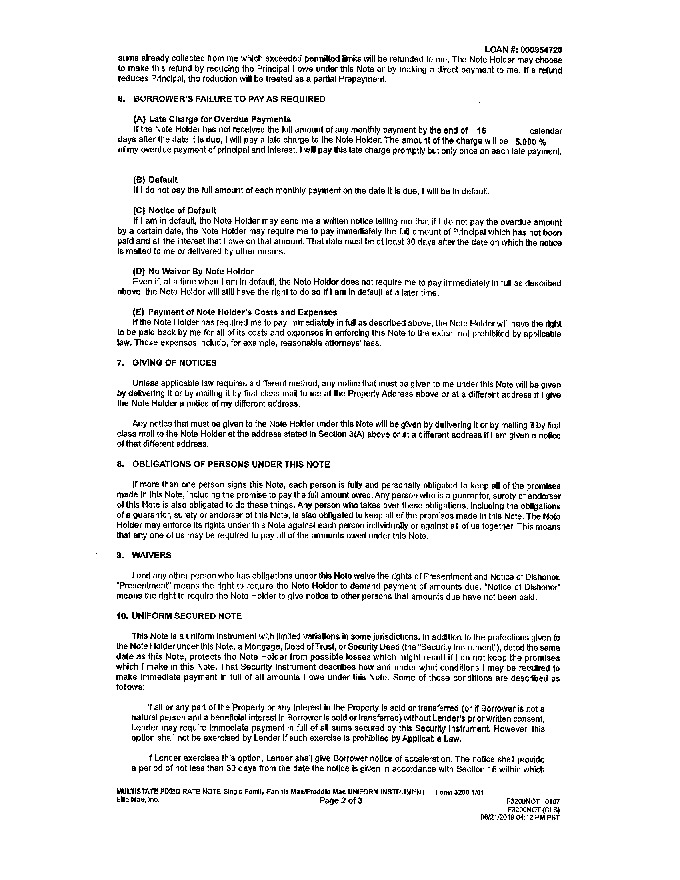 LOAN #: 000954720
sums already collected from me which exceeded permitted limits will be refunded to me. The Note Holder may choose
to make this refund by reducing the Principal I owe under this Note or by making a direct payment to me. If a refund
reduces Principal, the reduction will be treated as a partial Prepayment.
6. BORROWER'S FAILURE TO PAY AS REQUIRED
(A) Late Charge for Overdue Payments
If the Note Holder has not received the full amount of any monthly payment by the end of 15 calendar
days after the date it is due, I will pay a late charge to the Note Holder. The amount of the charge will be 5.000 %
of my overdue payment of principal and interest. I will pay this late charge promptly but only once on each late payment.
(B) Default
If I do not pay the full amount of each monthly payment on the date it is due, I will be in default.
(C) Notice of Default
If I am in default, the Note Holder may send me a written notice telling me that if I do not pay the overdue amount
by a certain date, the Note Holder may require me to pay immediately the full amount of Principal which has not been
paid and all the interest that I owe on that amount. That date must be at least 30 days after the date on which the notice
is mailed to me or delivered by other means.
(D) No Waiver By Note Holder
Even if, at a time when I am in default, the Note Holder does not require me to pay immediately in full as described
above, the Note Holder will still have the right to do so if I am in default at a later time.
(E) Payment of Note Holder's Costs and Expenses
If the Note Holder has required me to pay immediately in full as described above, the Note Holder will have the right
to be paid back by me for all of its costs and expenses in enforcing this Note to the extent not prohibited by applicable
law. Those expenses include, for example, reasonable attorneys' fees.
7. GIVING OF NOTICES
Unless applicable law requires a different method, any notice that must be given to me under this Note will be given
by delivering it or by mailing it by first class mail to me at the Property Address above or at a different address if I give
the Note Holder a notice of my different address.
Any notice that must be given to the Note Holder under this Note will be given by delivering it or by mailing it by first
class mail to the Note Holder at the address stated in Section 3(A) above or at a different address if I am given a notice
of that different address.
8. OBLIGATIONS OF PERSONS UNDER THIS NOTE
If more than one person signs this Note, each person is fully and personally obligated to keep all of the promises
made in this Note, including the promise to pay the full amount owed. Any person who is a guarantor, surety or endorser
of this Note is also obligated to do these things. Any person who takes over these obligations, including the obligations
of a guarantor, surety or endorser of this Note, is also obligated to keep all of the promises made in this Note. The Note
Holder may enforce its rights under this Note against each person individually or against all of us together. This means
that any one of us may be required to pay all of the amounts owed under this Note.
9. WAIVERS
I and any other person who has obligations under this Note waive the rights of Presentment and Notice of Dishonor.
"Presentment" means the right to require the Note Holder to demand payment of amounts due. "Notice of Dishonor"
means the right to require the Note Holder to give notice to other persons that amounts due have not been paid.
10. UNIFORM SECURED NOTE
This Note is a uniform instrument with limited variations in some jurisdictions. In addition to the protections given to
the Note Holder under this Note, a Mortgage, Deed of Trust, or Security Deed (the "Security Instrument"), dated the same
date as this Note, protects the Note Holder from possible losses which might result if I do not keep the promises
which I make in this Note. That Security Instrument describes how and under what conditions I may be required to
make immediate payment in full of all amounts I owe under this Note. Some of those conditions are described as
follows:
If all or any part of the Property or any Interest in the Property is sold or transferred (or if Borrower is not a
natural person and a beneficial interest in Borrower is sold or transferred) without Lender's prior written consent,
Lender may require immediate payment in full of all sums secured by this Security Instrument. However, this
option shall not be exercised by Lender if such exercise is prohibited by Applicable Law.
If Lender exercises this option, Lender shall give Borrower notice of acceleration. The notice shall provide
a period of not less than 30 days from the date the notice is given in accordance with Section 15 within which
MULTISTATE FIXED RATE NOTE Single Family Fannie Mae/Freddie Mac UNIFORM INSTRUMENT Form 3200 1/01
Ellie Mae, Inc. Page 2 of 3
F3200NOT 0107
F3200NOT (CLS)
06/21/2019 04:12 PM PST